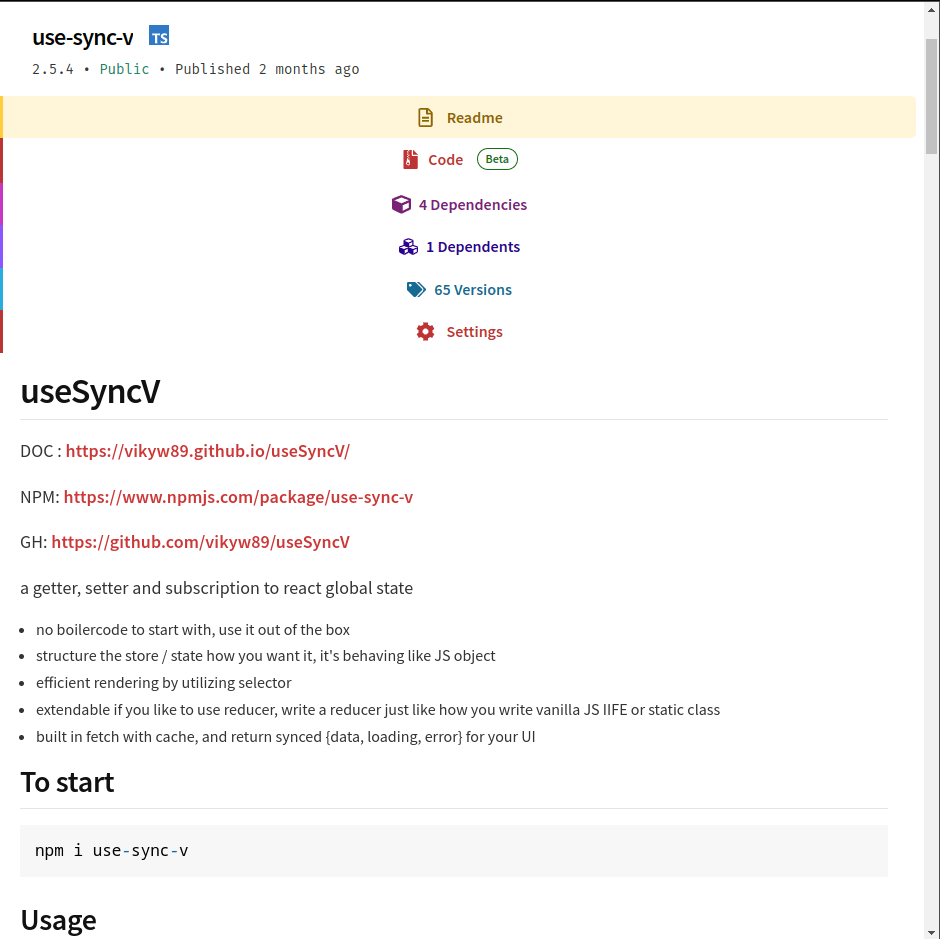 use-sync-v TS
2.5.4 • Public • Published 2 months ago
Readme
Code Beta
4 Dependencies
1 Dependents
65 Versions
Settings
useSyncV
DOC : https://vikyw89.github.io/useSyncV/
NPM: https://www.npmjs.com/package/use-sync-v
GH: https://github.com/vikyw89/useSyncV
a getter, setter and subscription to react global state
• no boilercode to start with, use it out of the box
• structure the store / state how you want it, it's behaving like JS object
• efficient rendering by utilizing selector
• extendable if you like to use reducer, write a reducer just like how you write vanilla JS IIFE or static class
• built in fetch with cache, and return synced {data, loading, error} for your UI
To start
npm i use-sync-v
Usage